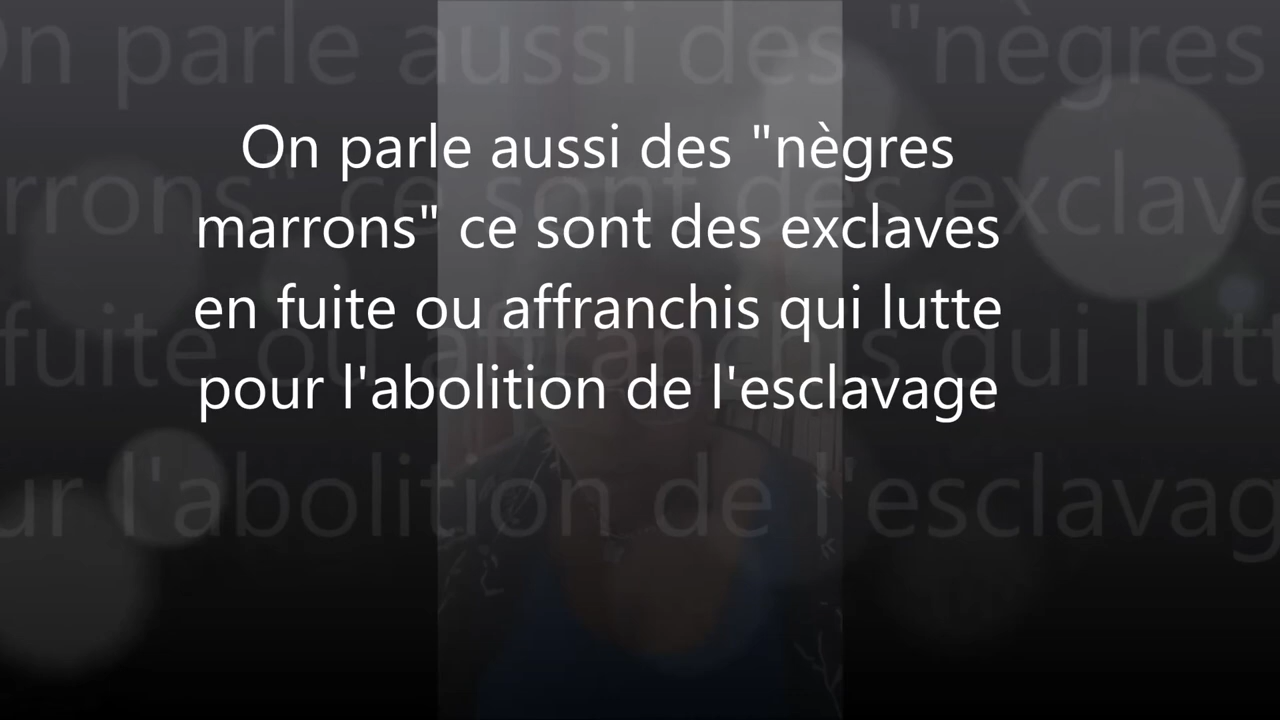 On parle aussi des "nègres
marrons" ce sont des exclaves
en fuite ou affranchis qui lutte
pour l'abolition de l'esclavage